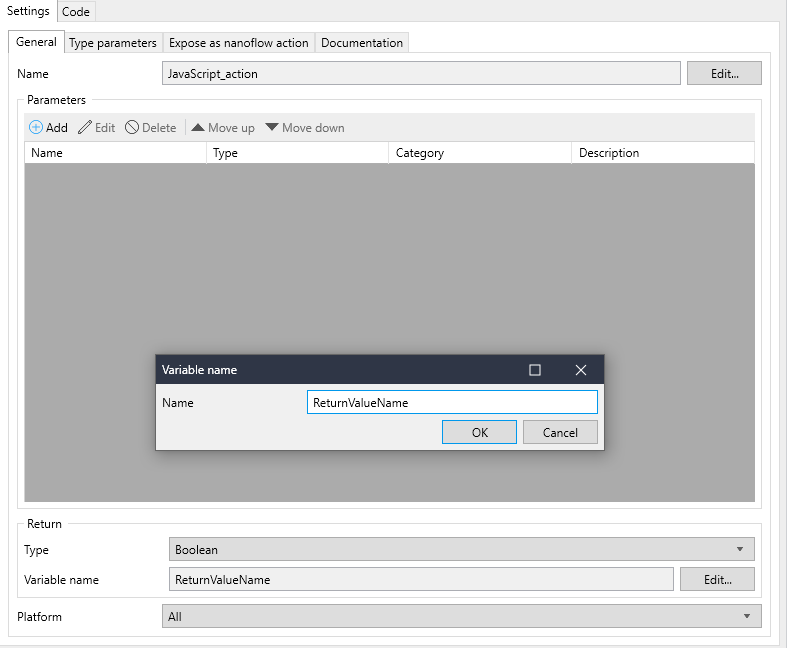 Settings Code
General Type parameters Expose as nanoflow action Documentation
Name JavaScript_action Edit...
Parameters
Add Edit Delete Move up Move down
Name Type Category Description
Variable name
Name ReturnValueName
OK Cancel
Return
Type Boolean
Variable name ReturnValueName Edit...
Platform All